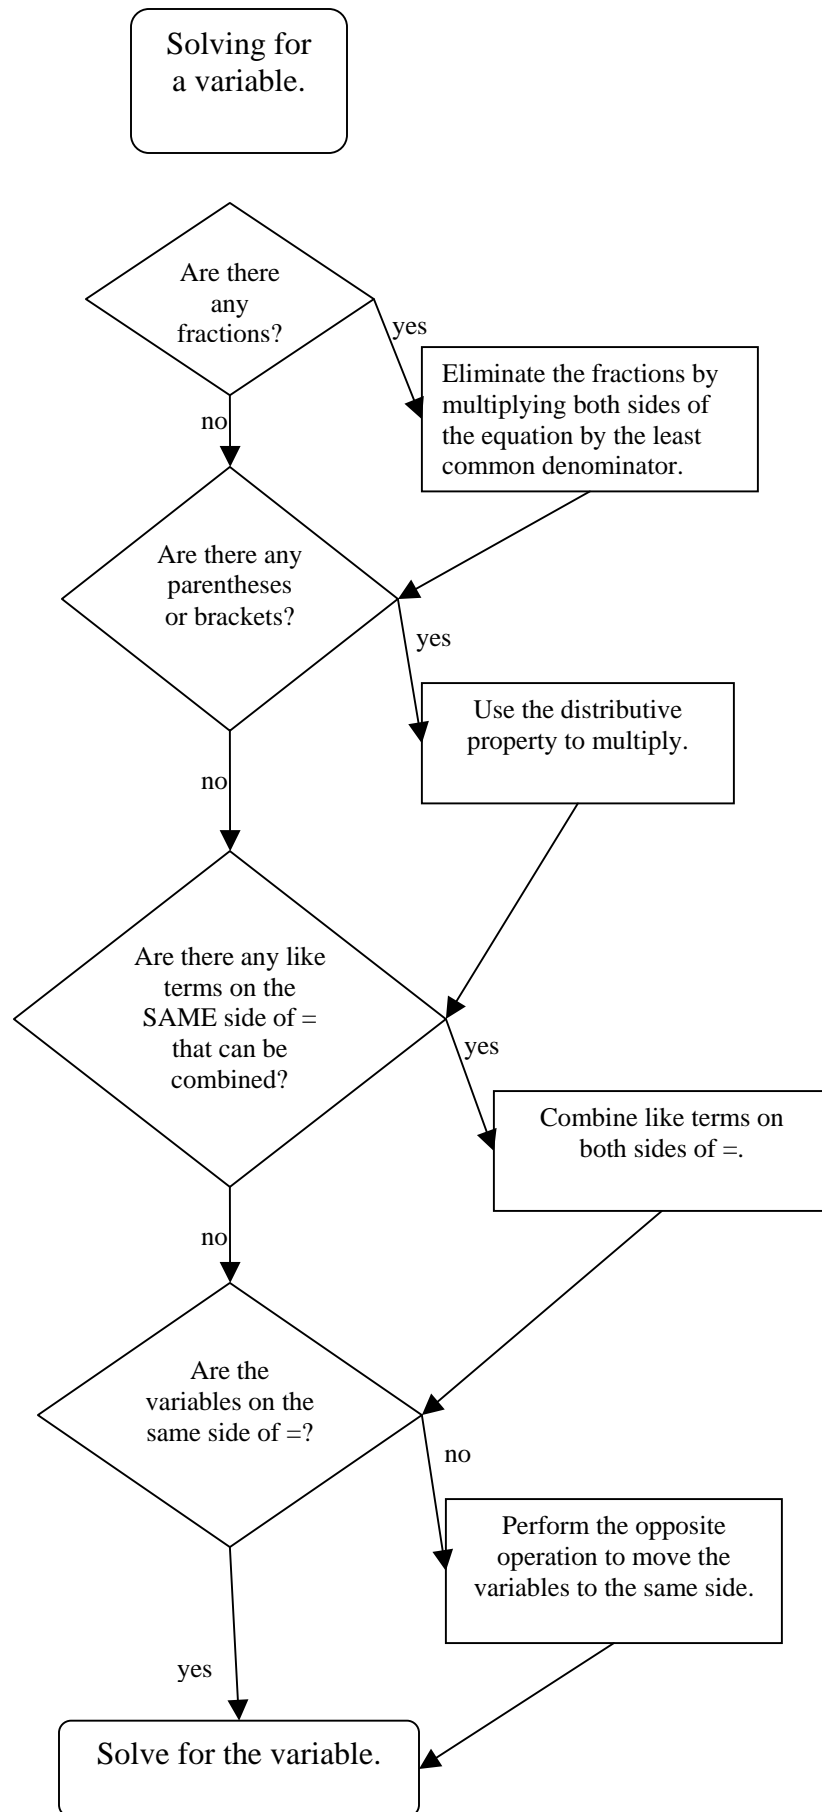 Solving for
a variable.
Are there
any
fractions?
yes
Eliminate the fractions by
multiplying both sides of
the equation by the least
common denominator.
no
Are there any
parentheses
or brackets?
yes
Use the distributive
property to multiply.
no
Are there any like
terms on the
SAME side of =
that can be
combined?
yes
Combine like terms on
both sides of =.
no
Are the
variables on the
same side of =?
no
Perform the opposite
operation to move the
variables to the same side.
yes
Solve for the variable.